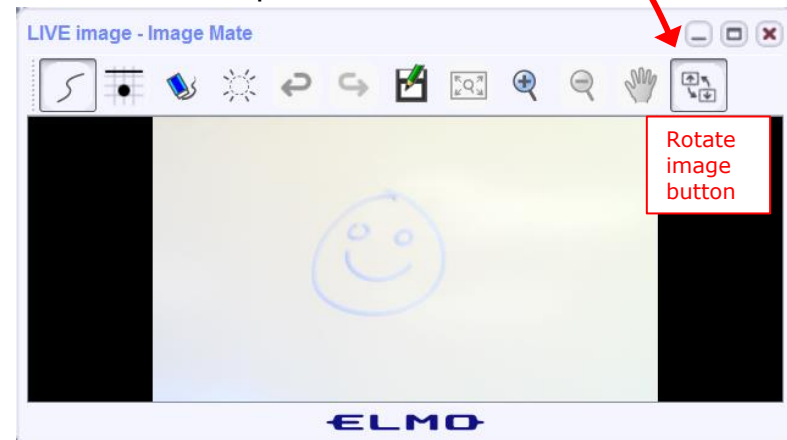 LIVE image - Image Mate
Rotate
image
button
ELMO